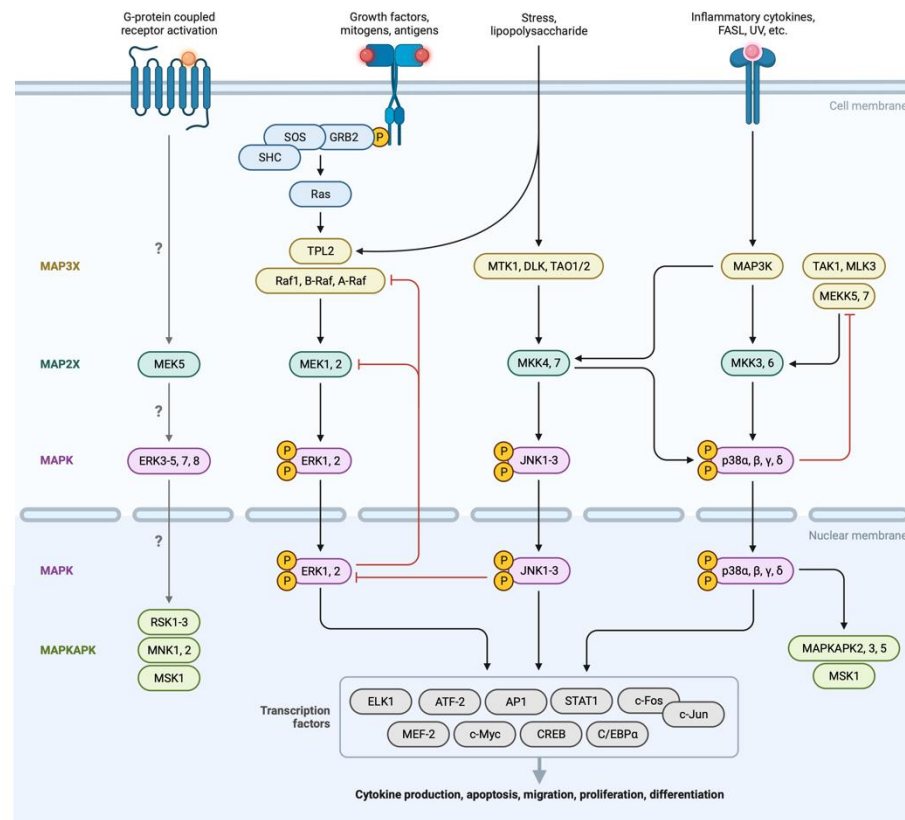 G-protein coupled
receptor activation
Growth factors,
mitogens, antigens
Stress,
lipopolysaccharide
Inflammatory cytokines,
FASL, UV, etc.
Cell membrane
SOS
GRB2
P
SHC
Ras
?
MAP3X
TPL2
Raf1, B-Raf, A-Raf
MTK1, DLK, TAO1/2
MAP3K
TAK1, MLK3
MEKK5, 7
MAP2X
MEK5
MEK1, 2
MKK4, 7
MKK3, 6
?
MAPK
ERK3-5, 7, 8
P
P
ERK1, 2
P
P
JNK1-3
P
P
p38α, β, γ, δ
Nuclear membrane
?
MAPK
P
P
ERK1, 2
P
P
JNK1-3
P
P
p38α, β, γ, δ
MAPKAPK
RSK1-3
MNK1, 2
MSK1
MAPKAPK2, 3, 5
MSK1
Transcription
factors
ELK1
ATF-2
AP1
STAT1
c-Fos
c-Jun
MEF-2
c-Myc
CREB
C/EBPα
Cytokine production, apoptosis, migration, proliferation, differentiation